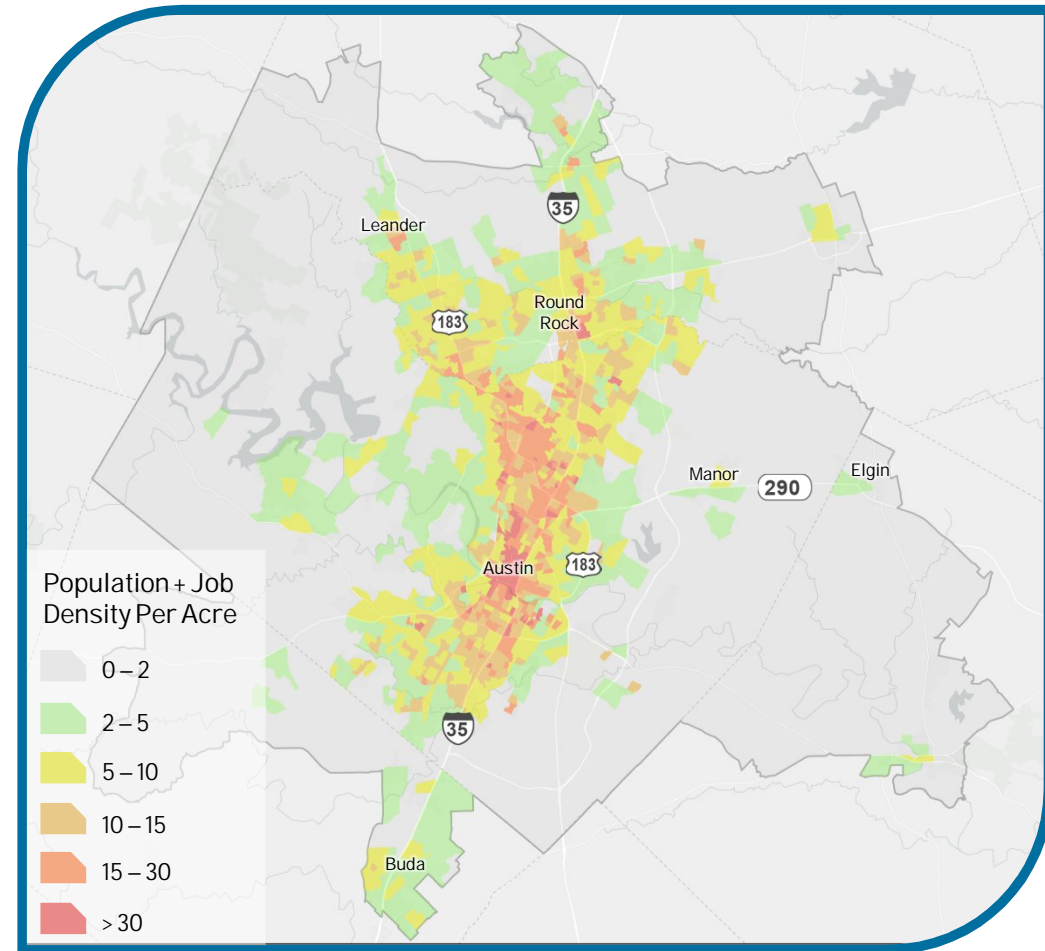 35
Leander
Round
Rock
183
Manor
290
Elgin
Austin
183
35
Buda
Population + Job
Density Per Acre
0 – 2
2 – 5
5 – 10
10 – 15
15 – 30
> 30